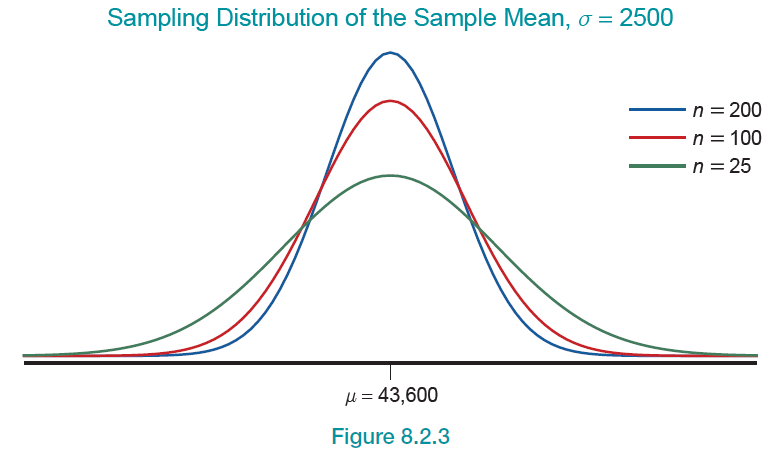 Sampling Distribution of the Sample Mean, σ = 2500
n = 200
n = 100
n = 25
μ = 43,600
Figure 8.2.3